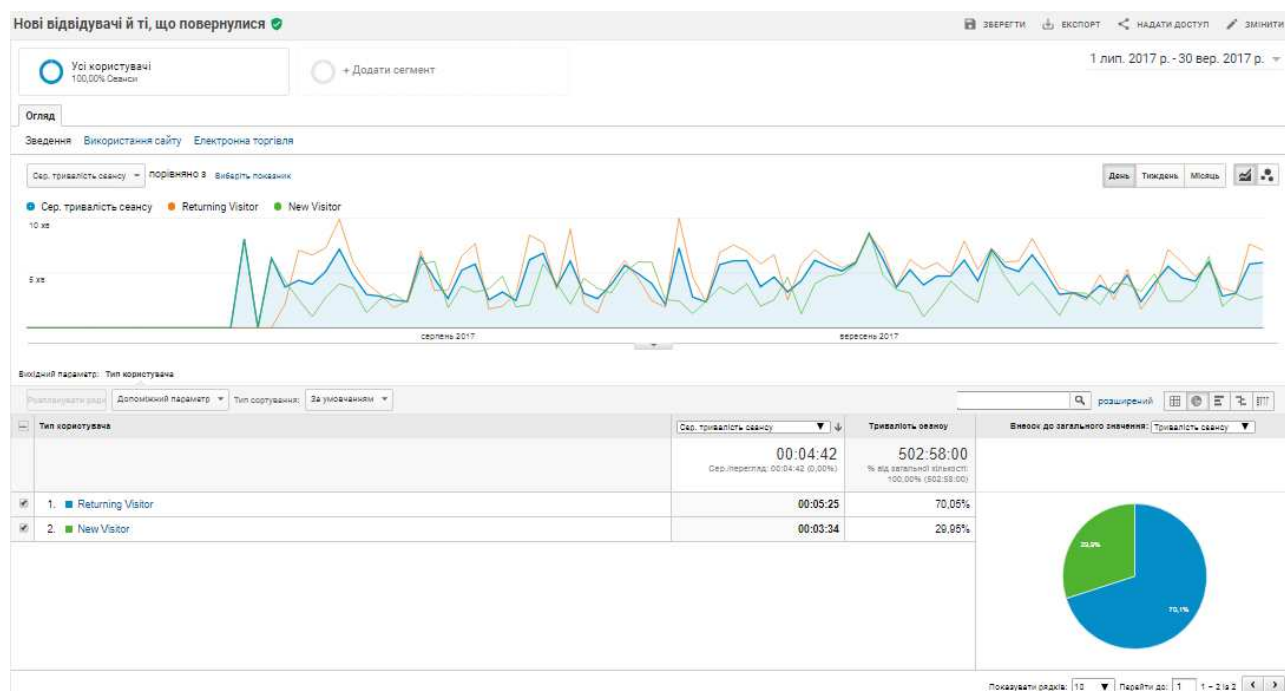 Нові відвідувачі й ті, що повернулися
ЗБЕРЕГТИ ЕКСПОРТ НАДАТИ ДОСТУП ЗМІНИТИ
Усі користувачі
100,00% Сеанси
+ Додати сегмент
1 лип. 2017 р. - 30 вер. 2017 р.
Огляд
Зведення Використання сайту Електронна торгівля
Сер. тривалість сеансу порівняно з Виберіть показник
День Тиждень Місяць
Сер. тривалість сеансу Returning Visitor New Visitor
10 хв
5 хв
серпень 2017 вересень 2017
Вихідний параметр: Тип користувача
Допоміжний параметр Тип сортування: За умовчанням розширений
Тип користувача Сер. тривалість сеансу Тривалість сеансу Внесок до загального значення: Тривалість сеансу
00:04:42 502:58:00
Сер./перегляд: 00:04:42 (0,00%) % від загальної кількості:
100,00% (502:58:00)
1. Returning Visitor 00:05:25 70,05%
2. New Visitor 00:03:34 29,95%
29,9%
70,1%
Показувати рядків: 10 Перейти до: 1 1 – 2 із 2